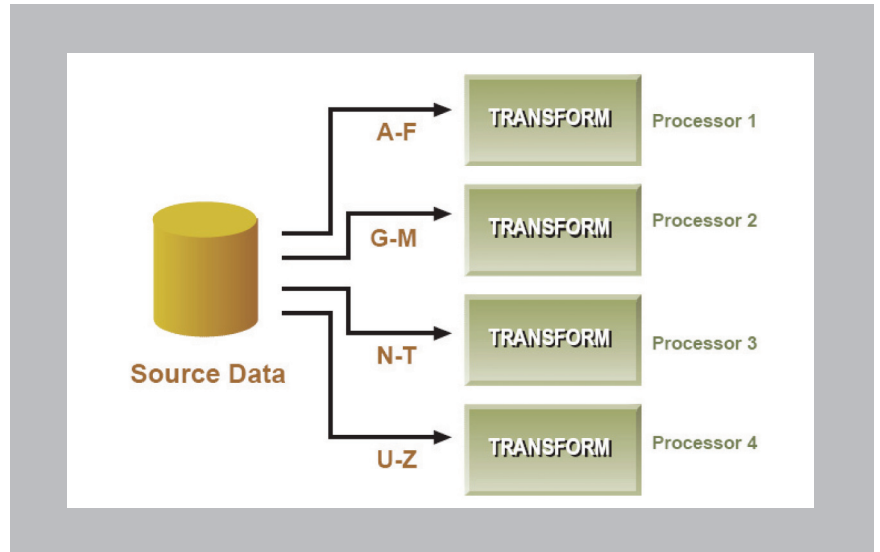 A-F
TRANSFORM
Processor 1
G-M
TRANSFORM
Processor 2
Source Data
N-T
TRANSFORM
Processor 3
U-Z
TRANSFORM
Processor 4